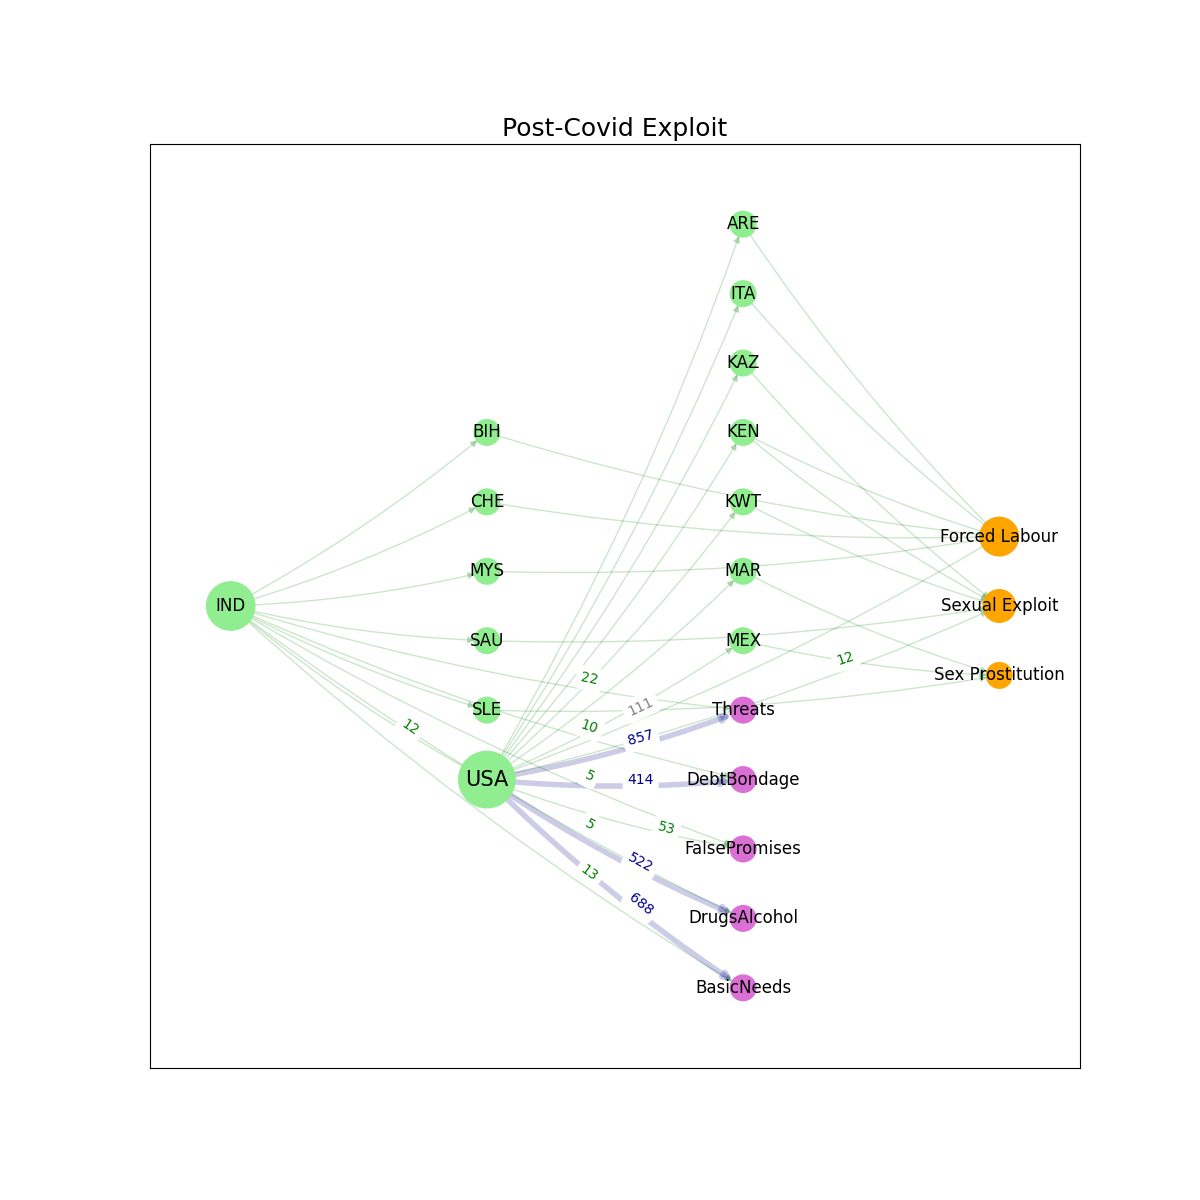 Post-Covid Exploit
ARE
ITA
KAZ
BIH
KEN
CHE
KWT
Forced Labour
MYS
MAR
IND
Sexual Exploit
SAU
MEX
12
22
Sex Prostitution
SLE
111
Threats
12
10
857
USA
5
414
DebtBondage
5
53
FalsePromises
13
522
688
DrugsAlcohol
BasicNeeds